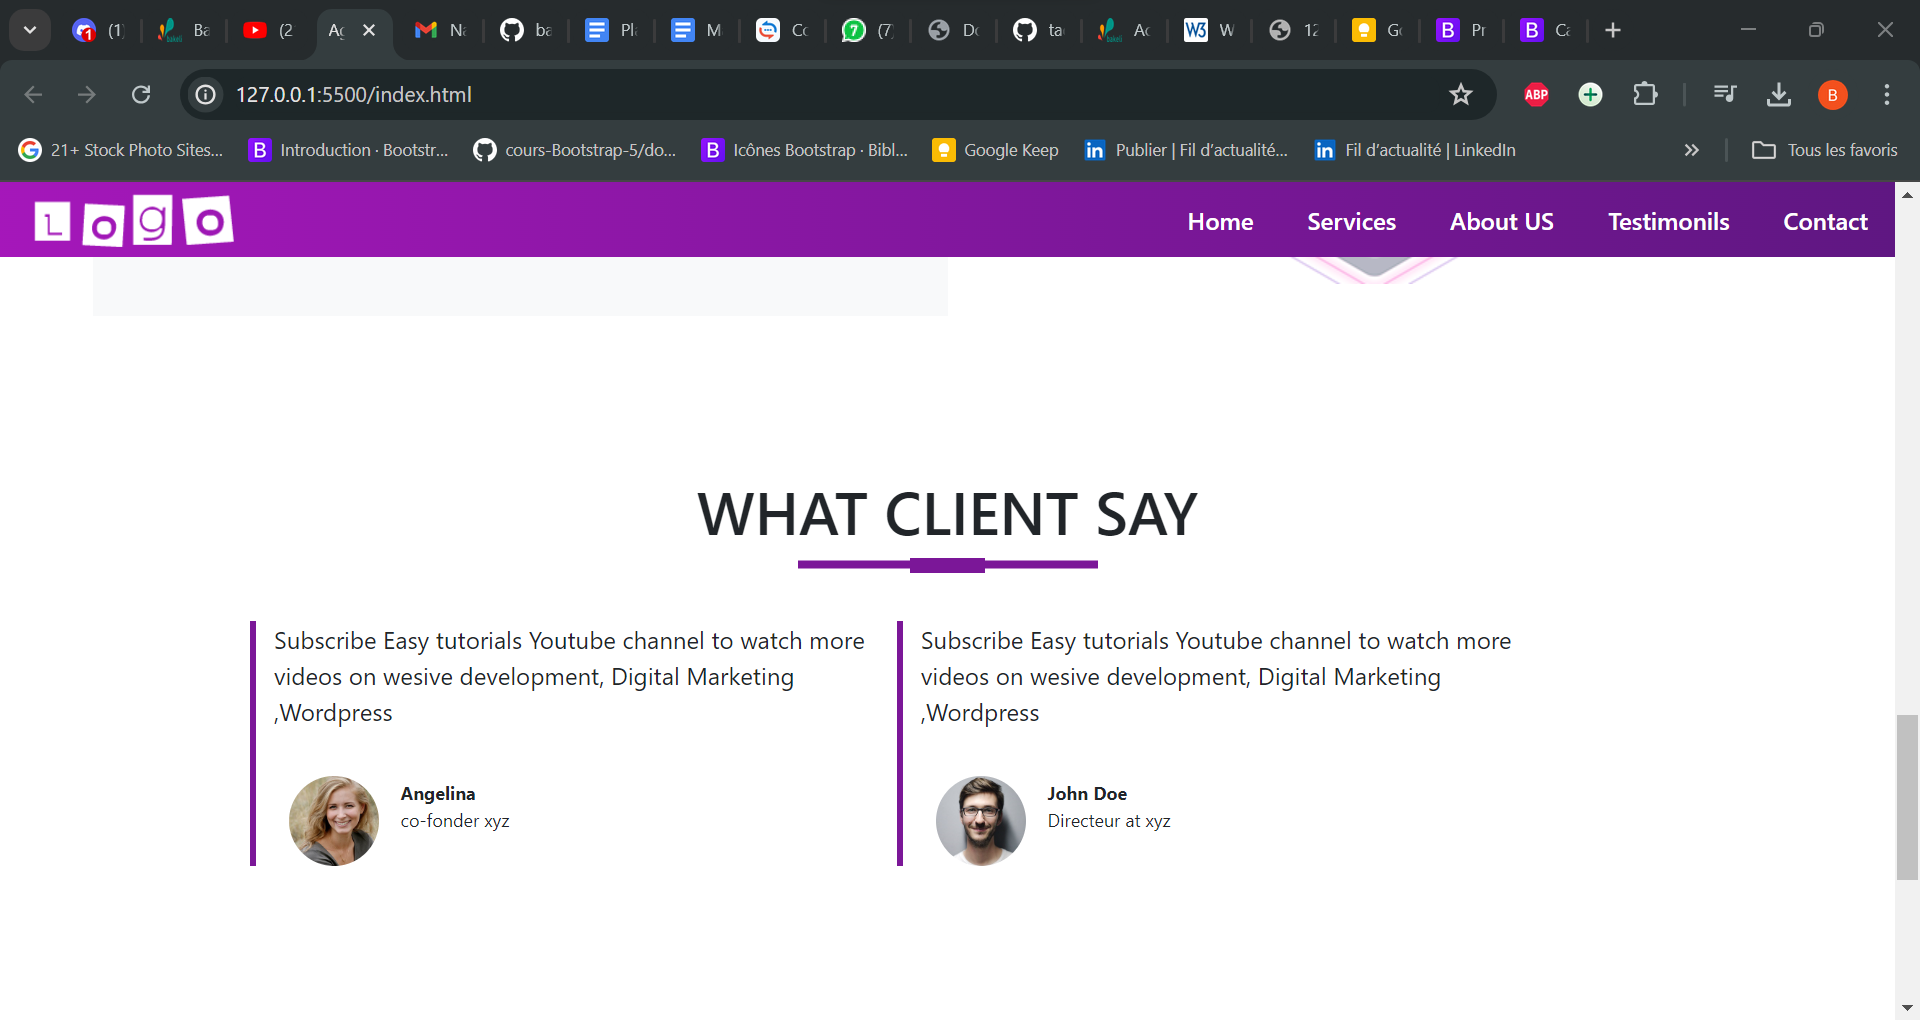 (1)
Ba
(2
Ag
Na
ba
Pl
M
Co
7
(7)
Do
ta
Ac
W3
W
12
Go
B
Pr
B
Ca
127.0.0.1:5500/index.html
ABP
B
21+ Stock Photo Sites...
B Introduction · Bootstr...
cours-Bootstrap-5/do...
B Icônes Bootstrap · Bibl...
Google Keep
in Publier | Fil d'actualité...
in Fil d'actualité | LinkedIn
Tous les favoris
LOGO
Home
Services
About US
Testimonils
Contact
WHAT CLIENT SAY
Subscribe Easy tutorials Youtube channel to watch more
videos on wesive development, Digital Marketing
,Wordpress
Angelina
co-fonder xyz
Subscribe Easy tutorials Youtube channel to watch more
videos on wesive development, Digital Marketing
,Wordpress
John Doe
Directeur at xyz